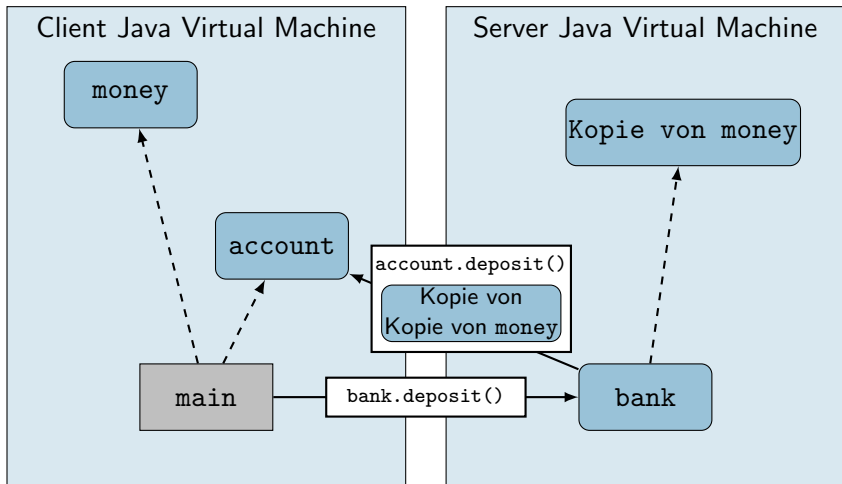 Client Java Virtual Machine
Server Java Virtual Machine
money
Kopie von money
account
account.deposit()
Kopie von
Kopie von money
main
bank.deposit()
bank